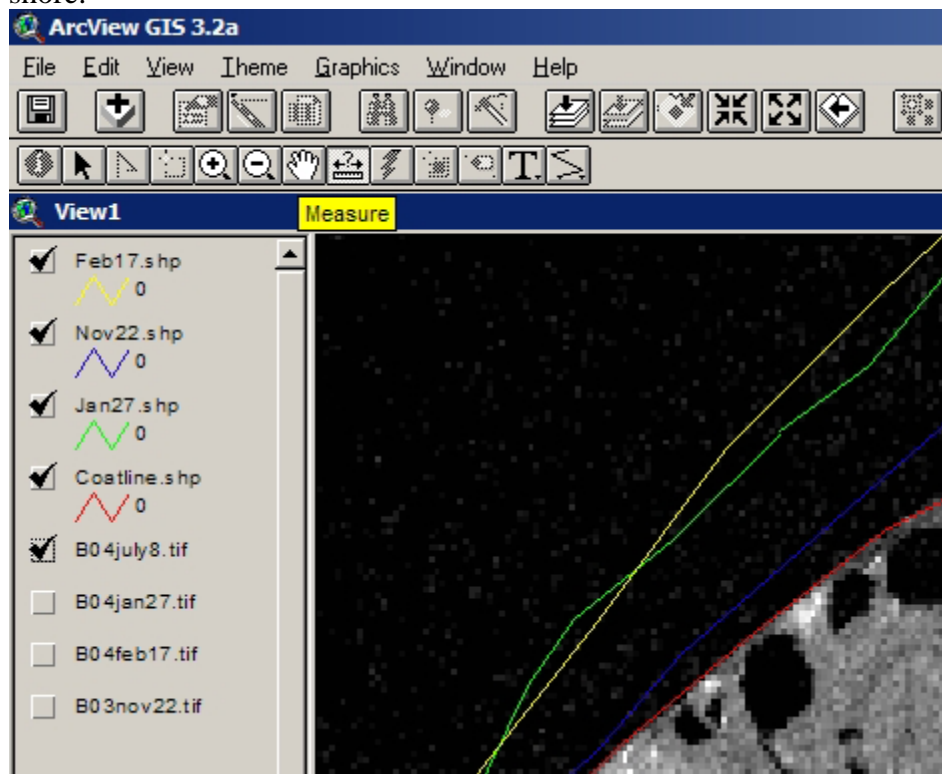 shore.
ArcView GIS 3.2a
File Edit View Theme Graphics Window Help
T
View1
Measure
Feb17.shp
0
Nov22.shp
0
Jan27.shp
0
Coatline.shp
0
B04july8.tif
B04jan27.tif
B04feb17.tif
B03nov22.tif